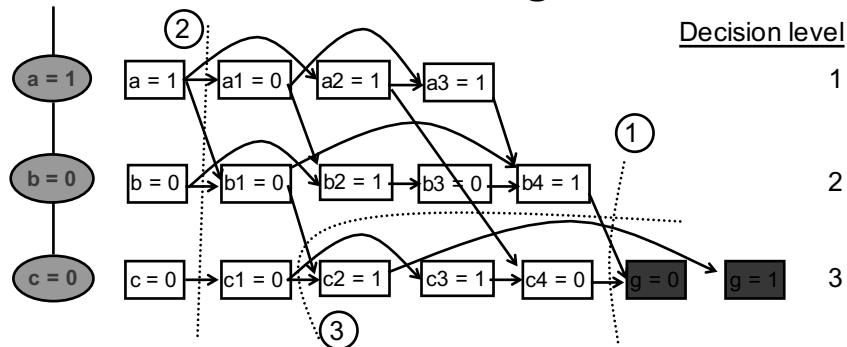 2
Decision level
a = 1
a = 1
a1 = 0
a2 = 1
a3 = 1
1
1
b = 0
b = 0
b1 = 0
b2 = 1
b3 = 0
b4 = 1
2
c = 0
c = 0
c1 = 0
c2 = 1
c3 = 1
c4 = 0
g = 0
g = 1
3
3